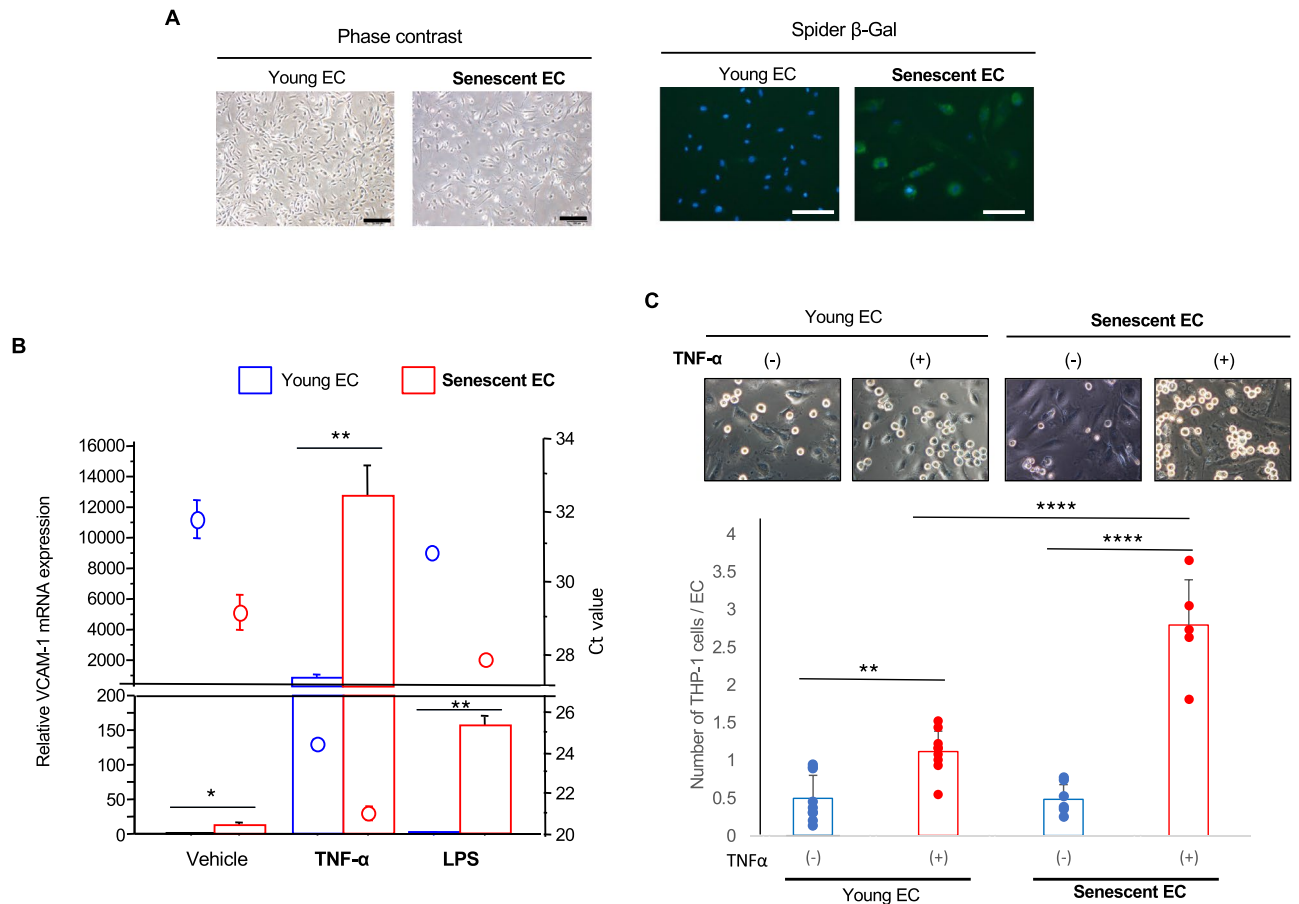 A
Phase contrast
Spider β-Gal
Young EC
Senescent EC
Young EC
Senescent EC
B
Young EC
Senescent EC
Relative VCAM-1 mRNA expression
16000
14000
12000
10000
8000
6000
4000
2000
200
150
125
100
75
50
25
0
**
*
**
34
32
30
28
26
24
22
21
20
Ct value
Vehicle
TNF-α
LPS
C
Young EC
Senescent EC
TNF-α
(-)
(+)
(-)
(+)
Number of THP-1 cells / EC
4
3.5
3
2.5
2
1.5
1
0.5
0
****
****
**
TNFα
(-)
(+)
(-)
(+)
Young EC
Senescent EC